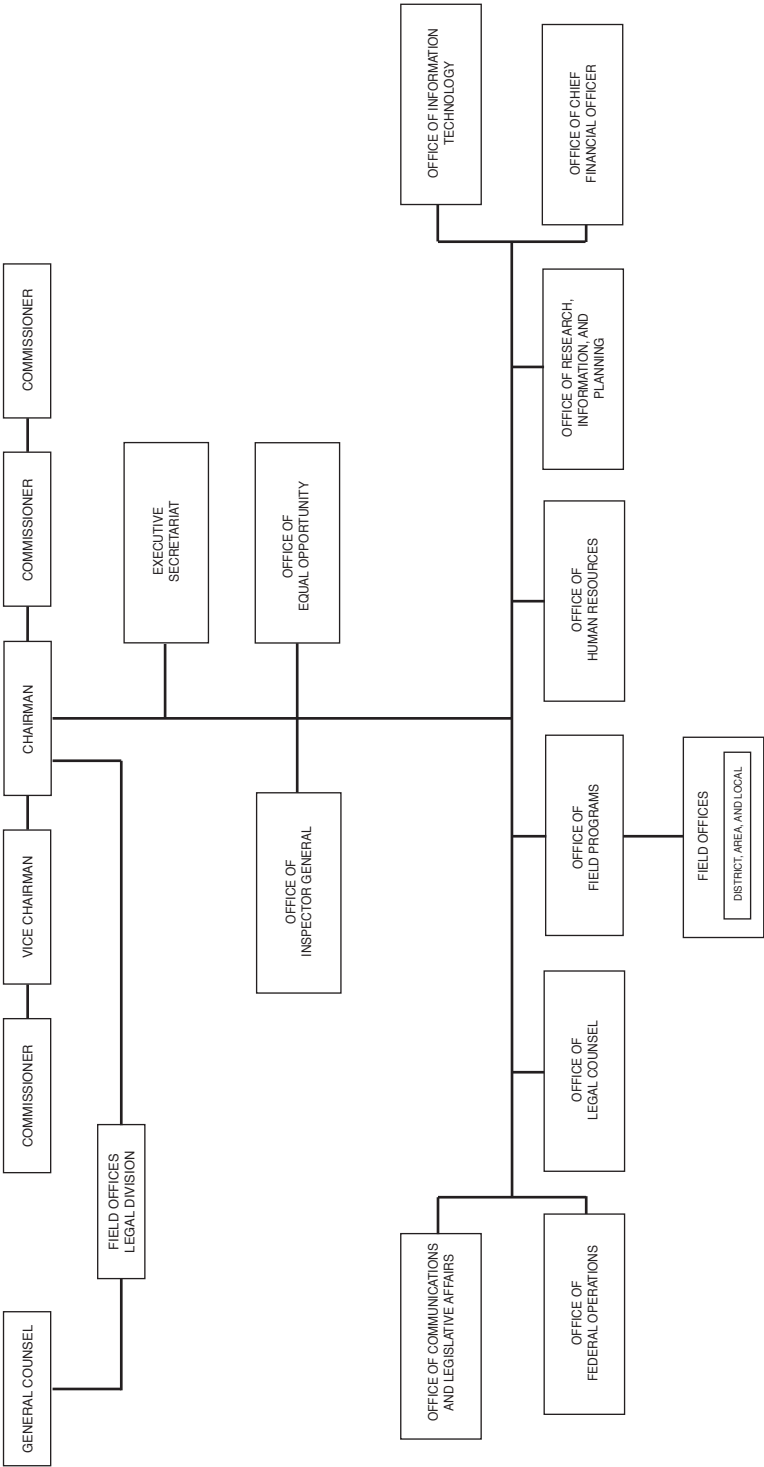 GENERAL COUNSEL
COMMISSIONER
VICE CHAIRMAN
CHAIRMAN
COMMISSIONER
COMMISSIONER
FIELD OFFICES
LEGAL DIVISION
EXECUTIVE
SECRETARIAT
OFFICE OF
INSPECTOR GENERAL
OFFICE OF
EQUAL OPPORTUNITY
OFFICE OF COMMUNICATIONS
AND LEGISLATIVE AFFAIRS
OFFICE OF INFORMATION
TECHNOLOGY
OFFICE OF
FEDERAL OPERATIONS
OFFICE OF
LEGAL COUNSEL
OFFICE OF
FIELD PROGRAMS
OFFICE OF
HUMAN RESOURCES
OFFICE OF RESEARCH,
INFORMATION, AND
PLANNING
OFFICE OF CHIEF
FINANCIAL OFFICER
FIELD OFFICES
DISTRICT, AREA, AND LOCAL